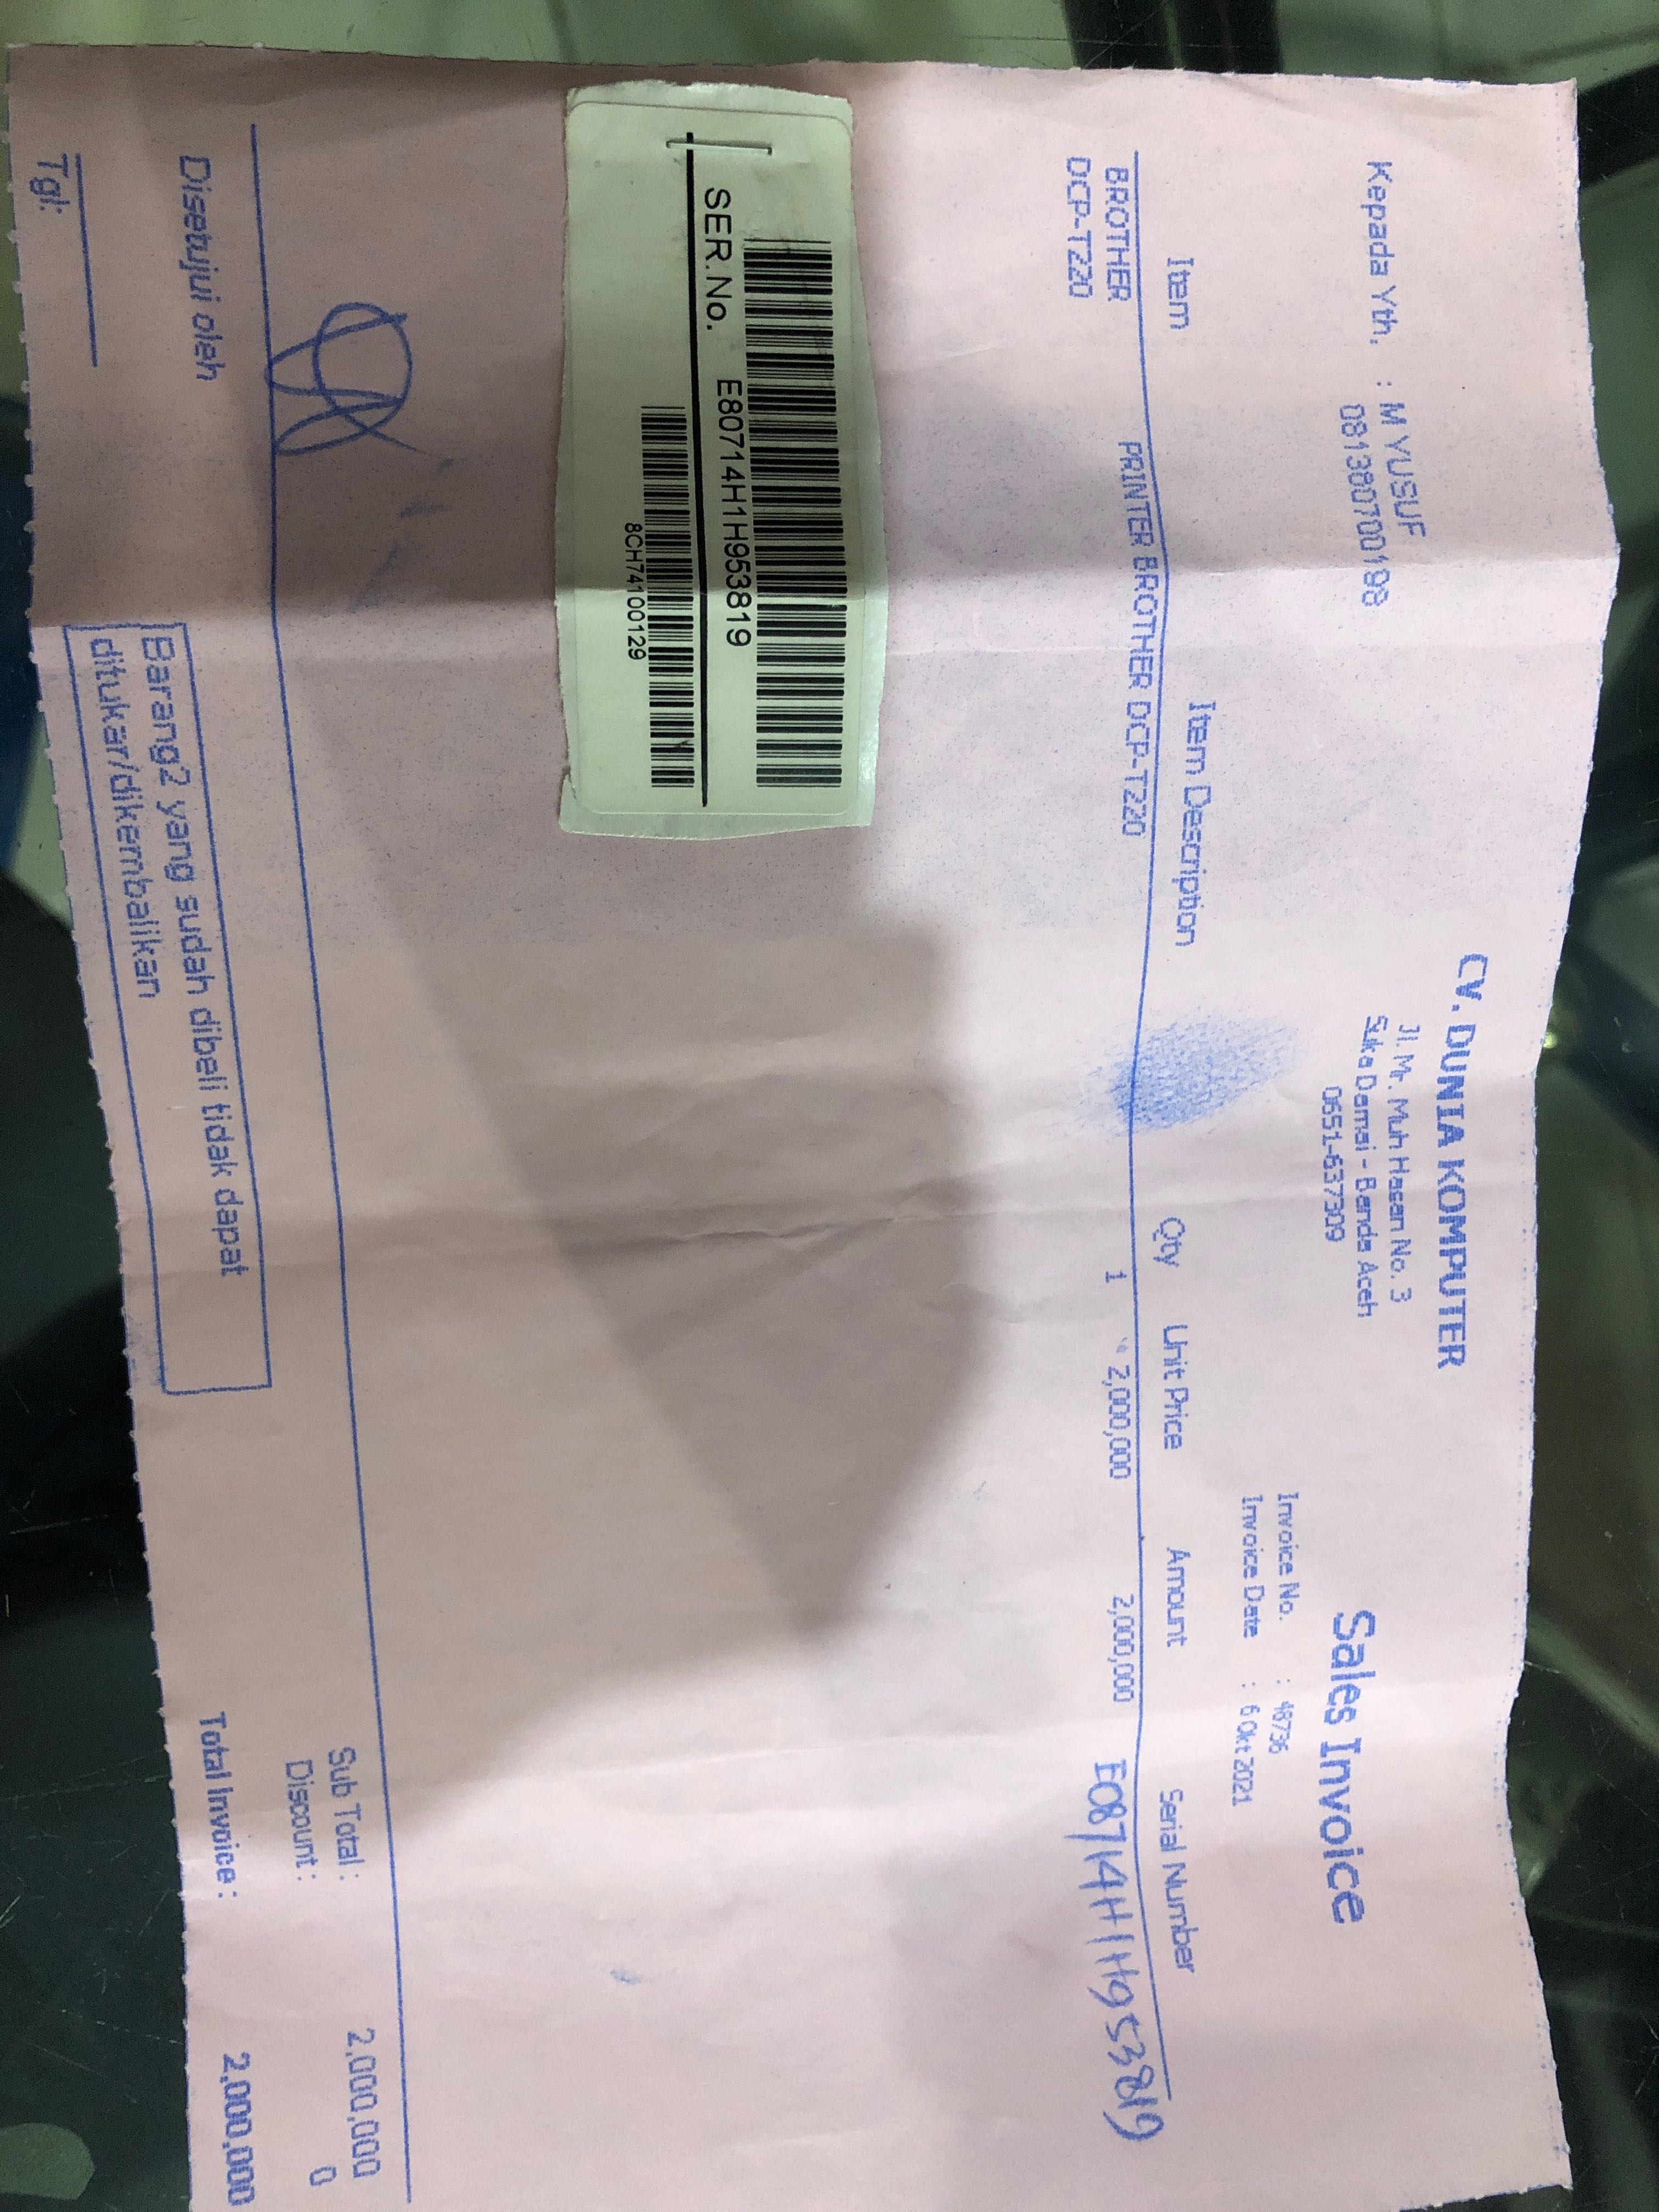 CV. DUNIA KOMPUTER
Jl. Mr. Muh Hasan No. 3
Suka Damai - Banda Aceh
0651-637309
Sales Invoice
Kepada Yth. : M YUSUF
081380700198
Invoice No. : 48736
Invoice Date : 6 Okt 2021
Item Item Description Qty Unit Price Amount Serial Number
BROTHER DCP-T220 PRINTER BROTHER DCP-T220 1 2,000,000 2,000,000 E08714H1H953819
SER.No. E80714H1H953819
8CH74100129
Sub Total : 2,000,000
Discount : 0
Total Invoice : 2,000,000
Disetujui oleh
Barang2 yang sudah dibeli tidak dapat
ditukar/dikembalikan
Tgl: